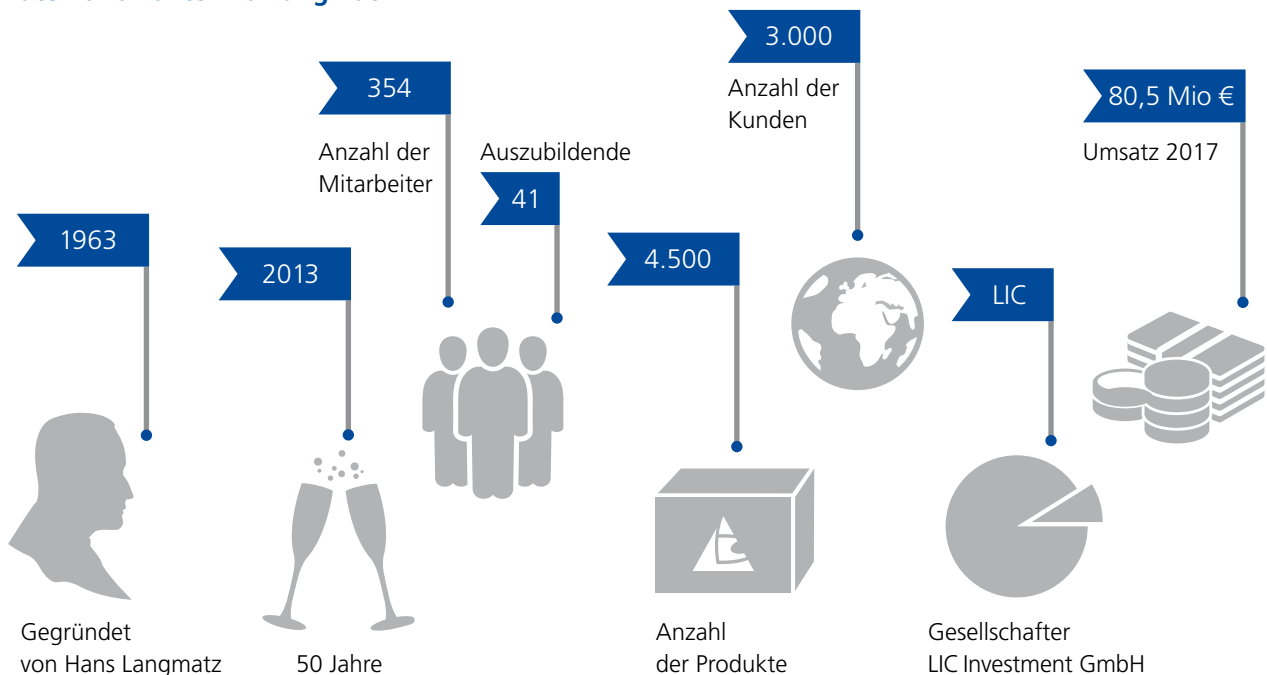 1963
Gegründet
von Hans Langmatz
2013
50 Jahre
354
Anzahl der
Mitarbeiter
Auszubildende
41
4.500
Anzahl
der Produkte
3.000
Anzahl der
Kunden
LIC
Gesellschafter
LIC Investment GmbH
80,5 Mio €
Umsatz 2017